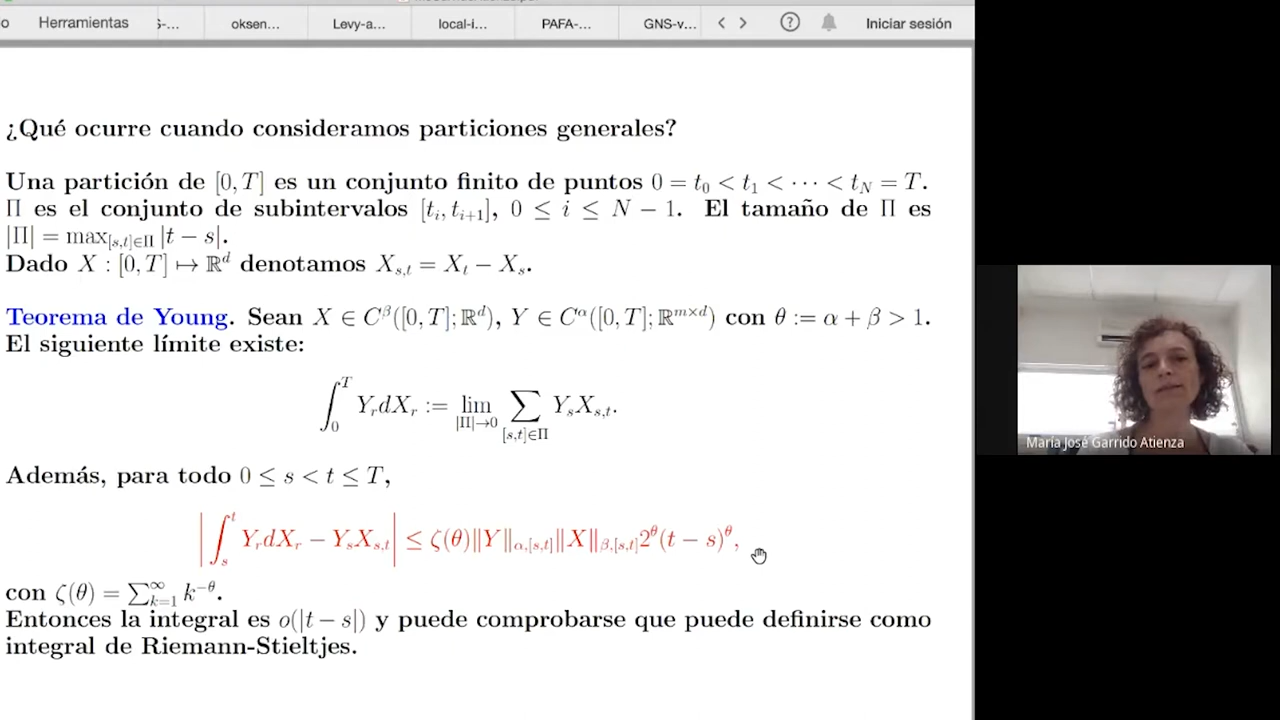 Herramientas
oksen...
Levy-a...
local-i...
PAFA-...
GNS-v...
Iniciar sesión
¿Qué ocurre cuando consideramos particiones generales?
Una partición de [0, T] es un conjunto finito de puntos 0 = t₀ < t₁ < ⋯ < t_N = T.
Π es el conjunto de subintervalos [t_i, t_{i+1}], 0 ≤ i ≤ N − 1. El tamaño de Π es
|Π| = max_{[s,t]∈Π} |t − s|.
Dado X : [0, T] ↦ ℝ^d denotamos X_{s,t} = X_t − X_s.
Teorema de Young. Sean X ∈ C^β([0, T]; ℝ^d), Y ∈ C^α([0, T]; ℝ^{m×d}) con θ := α + β > 1.
El siguiente límite existe:
∫_0^T Y_r dX_r := lim_{|Π|→0} ∑_{[s,t]∈Π} Y_s X_{s,t}.
Además, para todo 0 ≤ s < t ≤ T,
|∫_s^t Y_r dX_r − Y_s X_{s,t}| ≤ ζ(θ)‖Y‖_{α,[s,t]}‖X‖_{β,[s,t]} 2^θ (t − s)^θ,
con ζ(θ) = ∑_{k=1}^∞ k^{−θ}.
Entonces la integral es o(|t − s|) y puede comprobarse que puede definirse como
integral de Riemann-Stieltjes.
María José Garrido Atienza